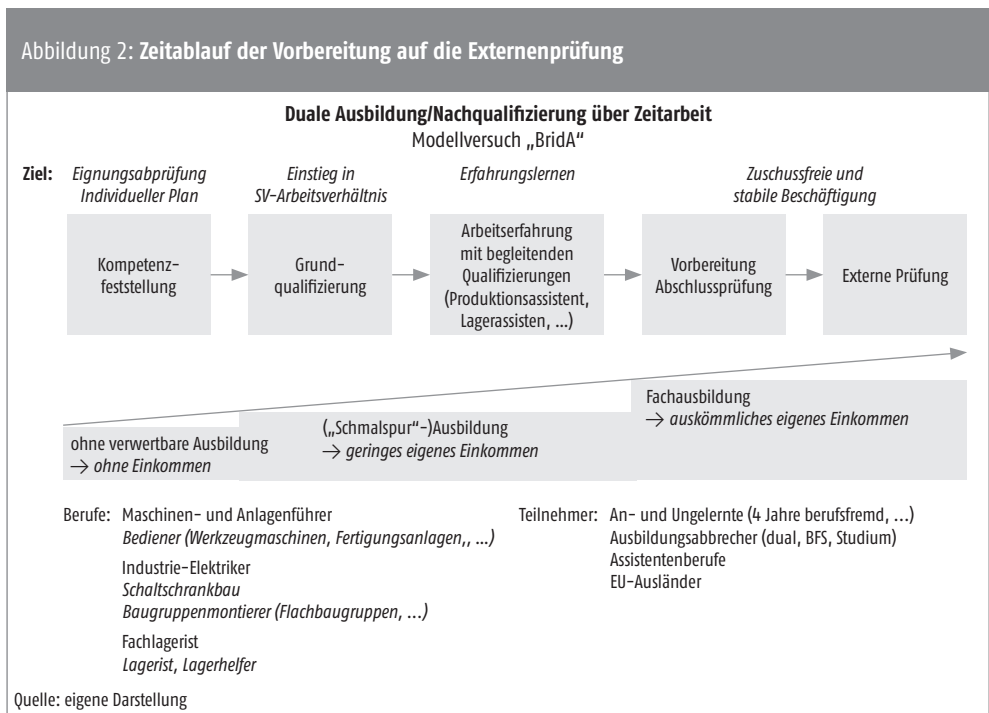 Abbildung 2: Zeitablauf der Vorbereitung auf die Externenprüfung
Duale Ausbildung/Nachqualifizierung über Zeitarbeit
Modellversuch „BridA“
Ziel:
Eignungsabprüfung
Individueller Plan
Einstieg in
SV-Arbeitsverhältnis
Erfahrungslernen
Zuschussfreie und
stabile Beschäftigung
Kompetenz-
feststellung
Grund-
qualifizierung
Arbeitserfahrung
mit begleitenden
Qualifizierungen
(Produktionsassistent,
Lagerassisten, ...)
Vorbereitung
Abschlussprüfung
Externe Prüfung
ohne verwertbare Ausbildung
→ ohne Einkommen
(„Schmalspur“-)Ausbildung
→ geringes eigenes Einkommen
Fachausbildung
→ auskömmliches eigenes Einkommen
Berufe: Maschinen- und Anlagenführer
Bediener (Werkzeugmaschinen, Fertigungsanlagen,, ...)
Industrie-Elektriker
Schaltschrankbau
Baugruppenmontierer (Flachbaugruppen, ...)
Fachlagerist
Lagerist, Lagerhelfer
Teilnehmer: An- und Ungelernte (4 Jahre berufsfremd, ...)
Ausbildungsabbrecher (dual, BFS, Studium)
Assistentenberufe
EU-Ausländer
Quelle: eigene Darstellung